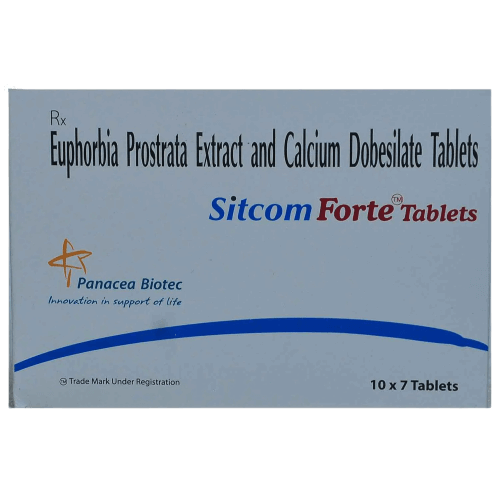 Rx
Euphorbia Prostrata Extract and Calcium Dobesilate Tablets
Sitcom Forte™ Tablets
Panacea Biotec
Innovation in support of life
™ Trade Mark Under Registration
10 x 7 Tablets